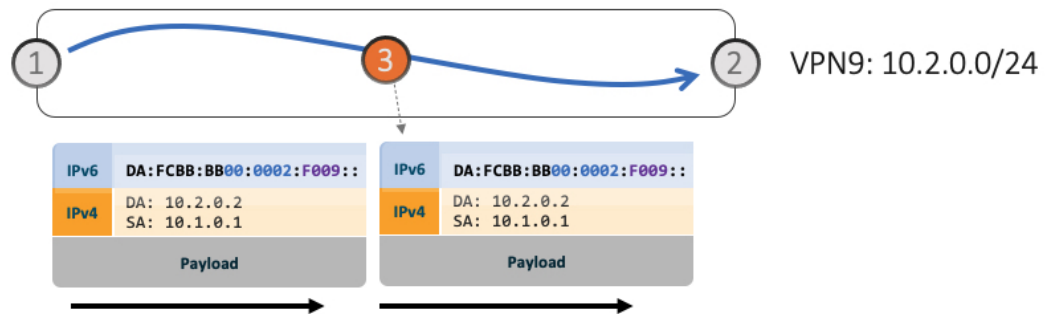 1
3
2
VPN9: 10.2.0.0/24
IPv6 DA:FCBB:BB00:0002:F009::
IPv4 DA: 10.2.0.2
SA: 10.1.0.1
Payload
IPv6 DA:FCBB:BB00:0002:F009::
IPv4 DA: 10.2.0.2
SA: 10.1.0.1
Payload